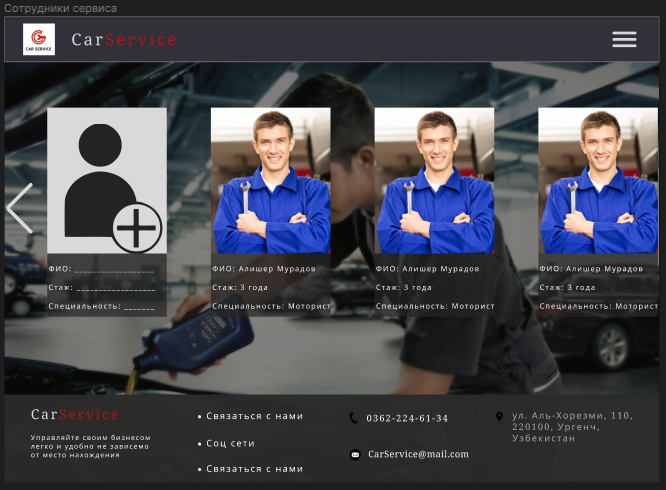 Сотрудники сервиса
CAR SERVICE
CarService
ФИО: __________________
Стаж: __________________
Специальность: _______
ФИО: Алишер Мурадов
Стаж: 3 года
Специальность: Моторист
ФИО: Алишер Мурадов
Стаж: 3 года
Специальность: Моторист
ФИО: Алишер Мурадов
Стаж: 3 года
Специальность: Моторист
CarService
Управляйте своим бизнесом
легко и удобно не зависемо
от место нахождения
• Связаться с нами
• Соц сети
• Связаться с нами
0362-224-61-34
CarService@mail.com
ул. Аль-Хорезми, 110,
220100, Ургенч,
Узбекистан